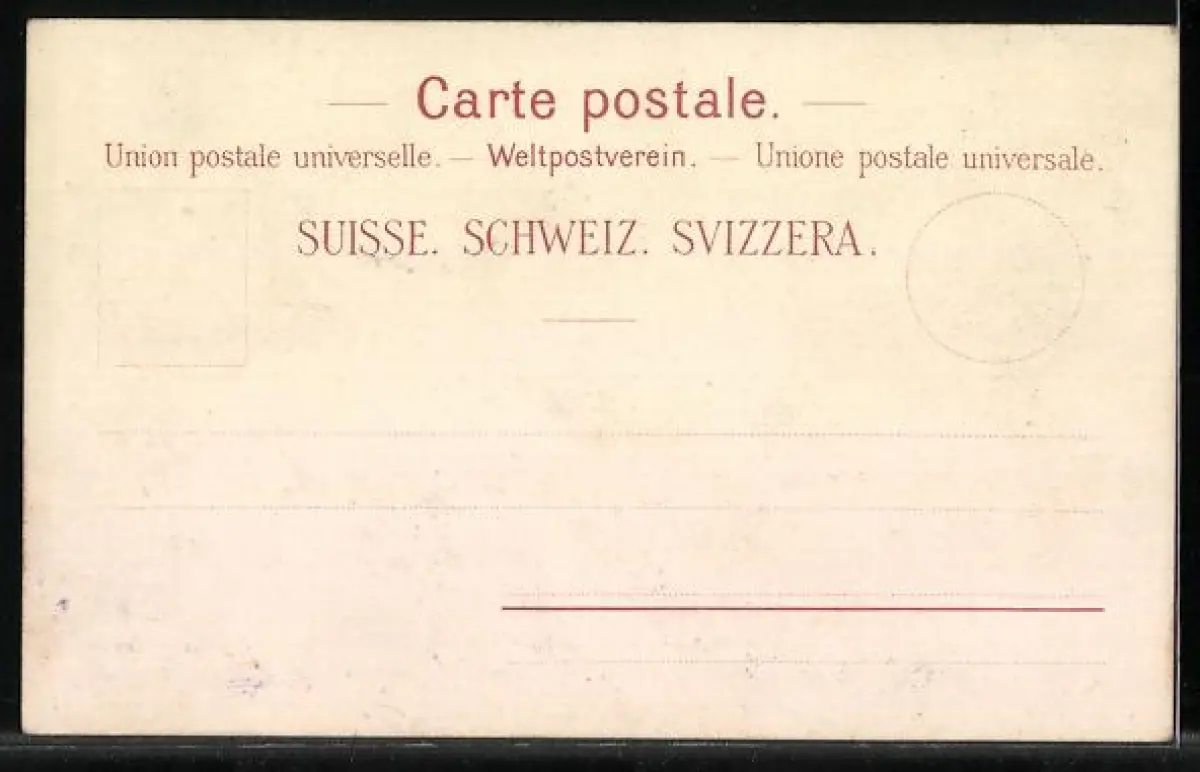 — Carte postale. —
Union postale universelle. — Weltpostverein. — Unione postale universale.
SUISSE. SCHWEIZ. SVIZZERA.